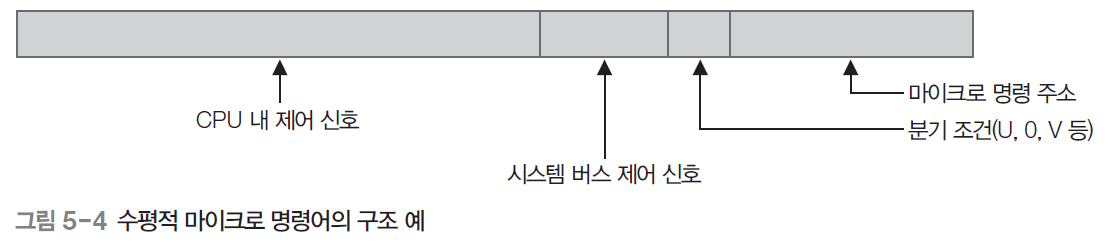 마이크로 명령 주소
CPU 내 제어 신호
분기 조건(U, 0, V 등)
시스템 버스 제어 신호
그림 5-4 수평적 마이크로 명령어의 구조 예